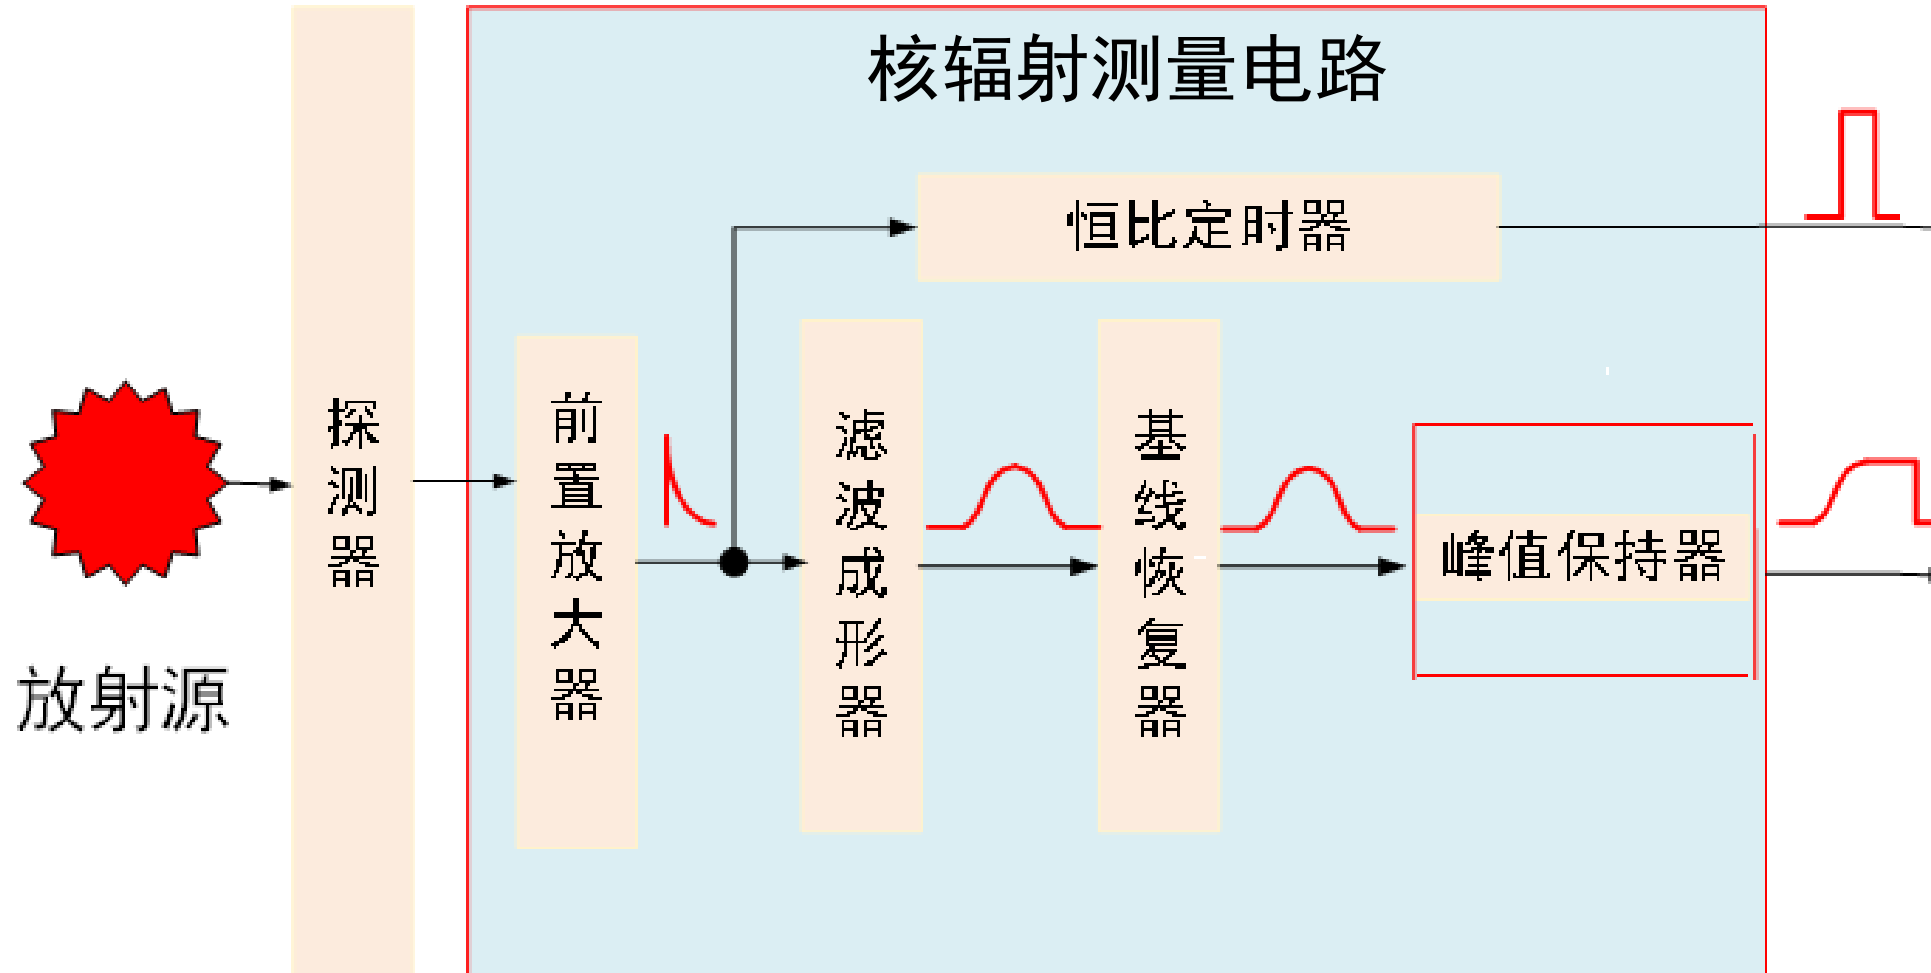 核辐射测量电路
恒比定时器
探测器
前置放大器
滤波成形器
基线恢复器
峰值保持器
放射源